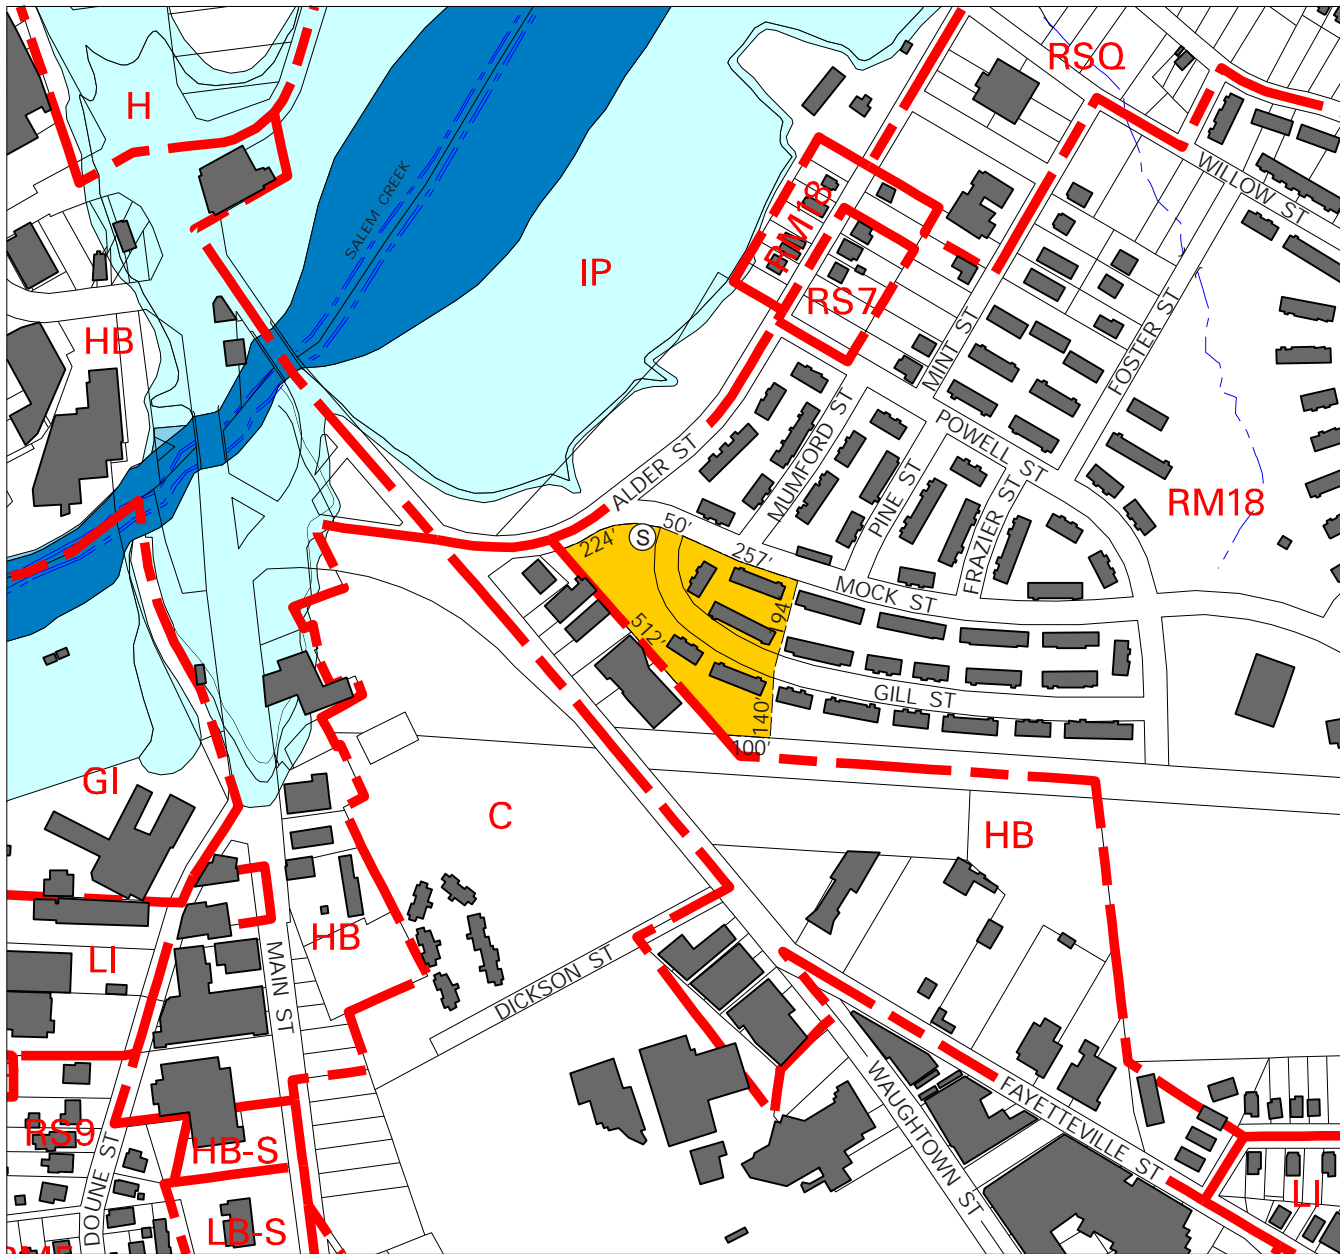 RSQ
H
WILLOW ST
SALEM CREEK
RM18
IP
RS7
HB
MINT ST
FOSTER ST
POWELL ST
ALDER ST
MUMFORD ST
PINE ST
FRAZIER ST
RM18
50'
S
224'
257'
MOCK ST
94'
512'
GILL ST
140'
100'
GI
C
HB
HB
LI
MAIN ST
DICKSON ST
WAUGHTOWN ST
FAYETTEVILLE ST
RS9
HB-S
DOUNE ST
LI
LB-S